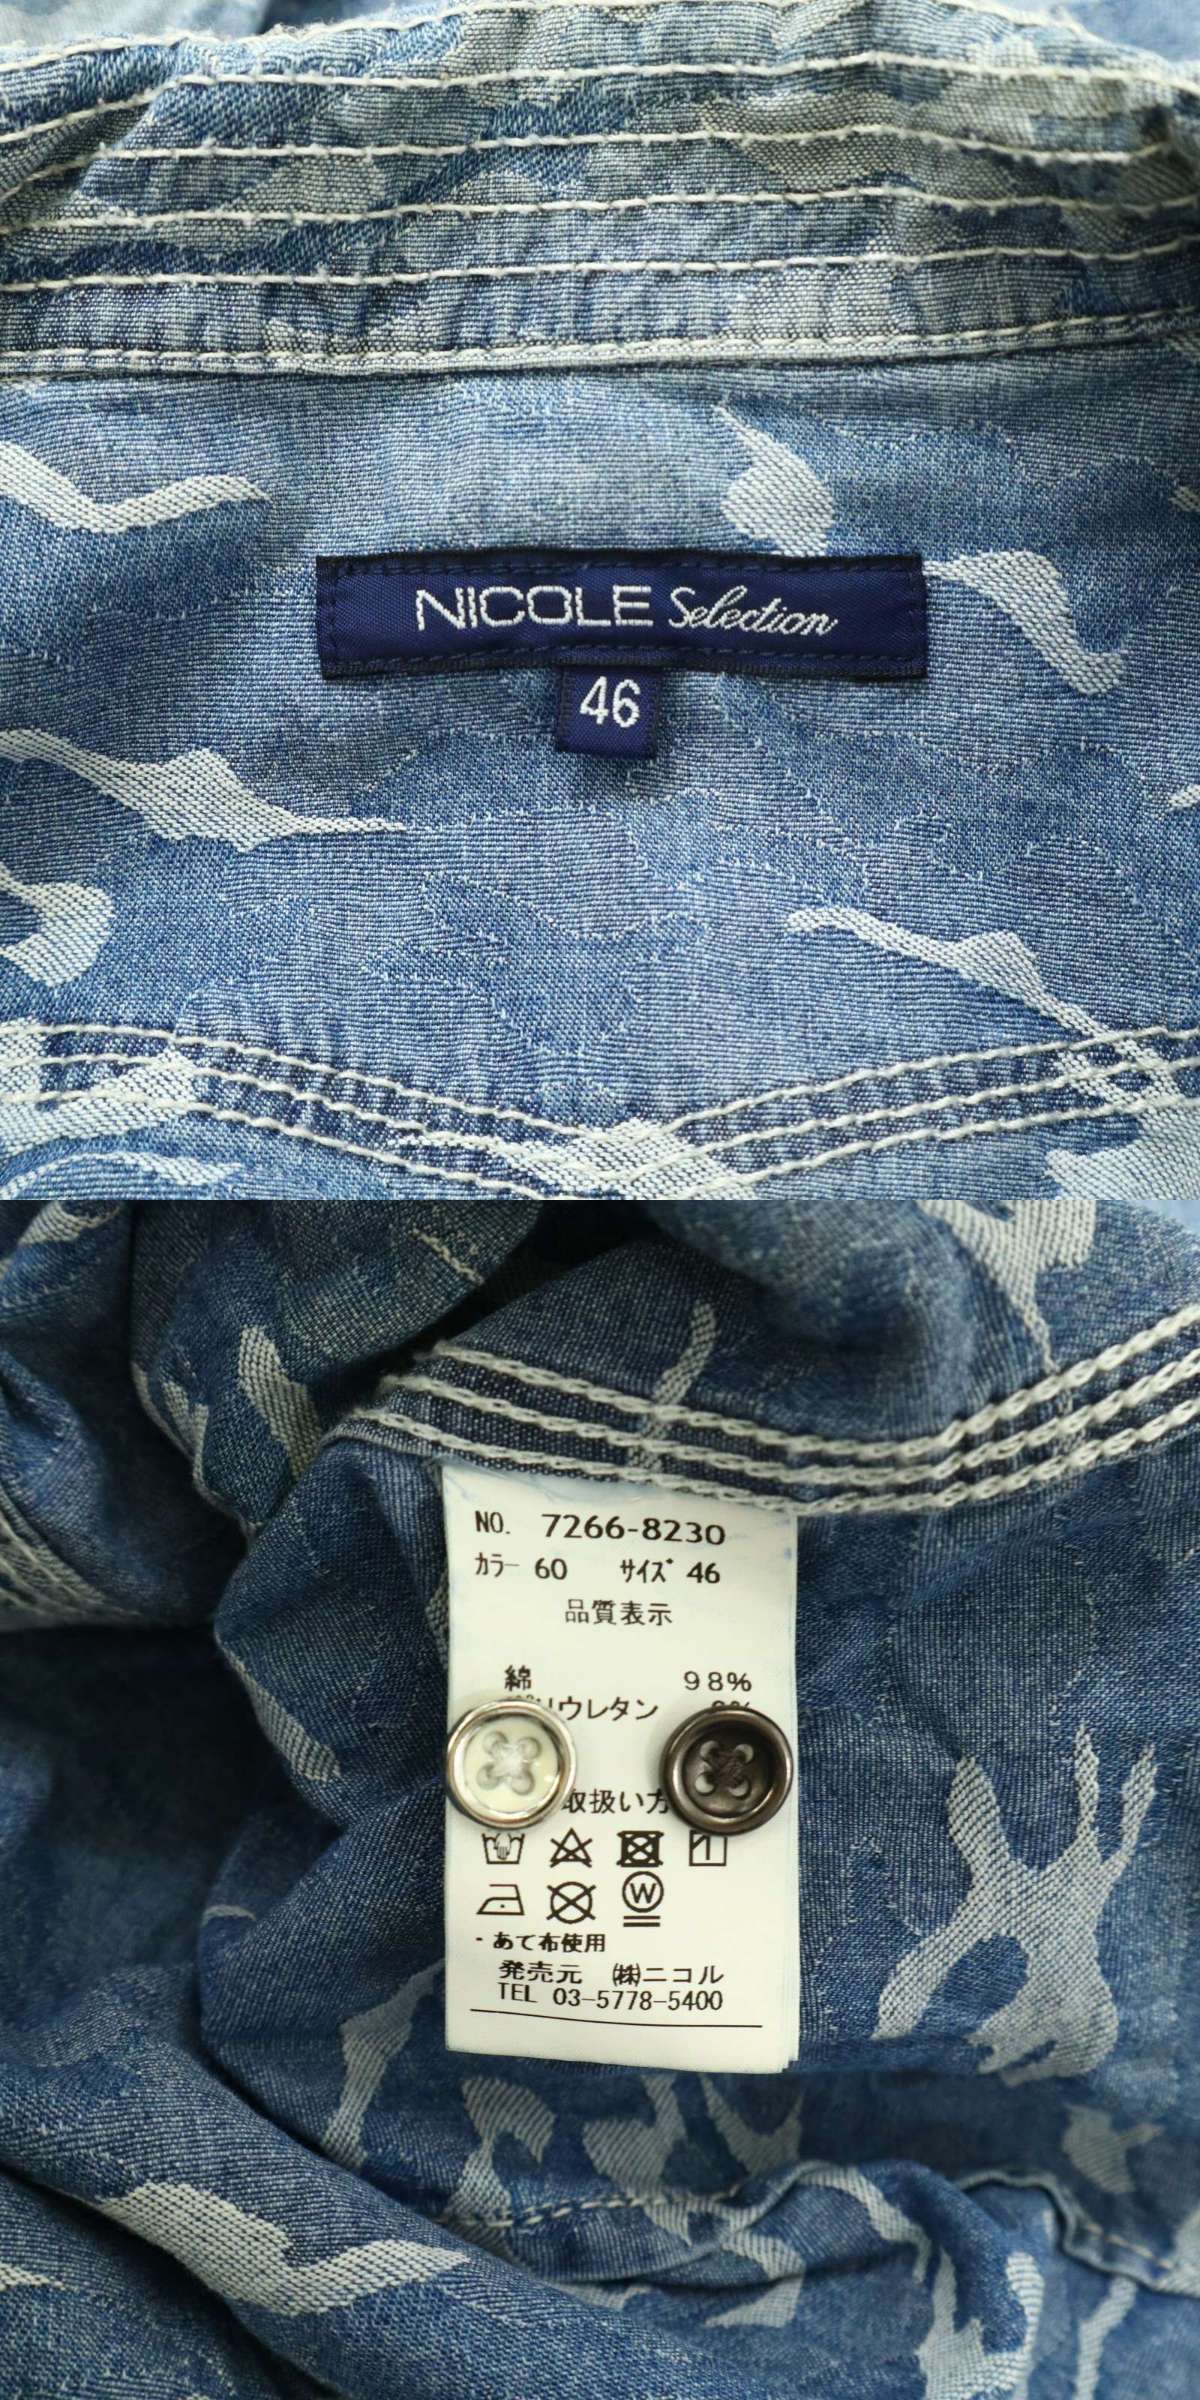 NICOLE Selection
46
NO. 7266-8230
カラー 60 サイズ 46
品質表示
綿 98%
リウレタン
取扱い方
W
・あて布使用
発売元 ㈱ニコル
TEL 03-5778-5400